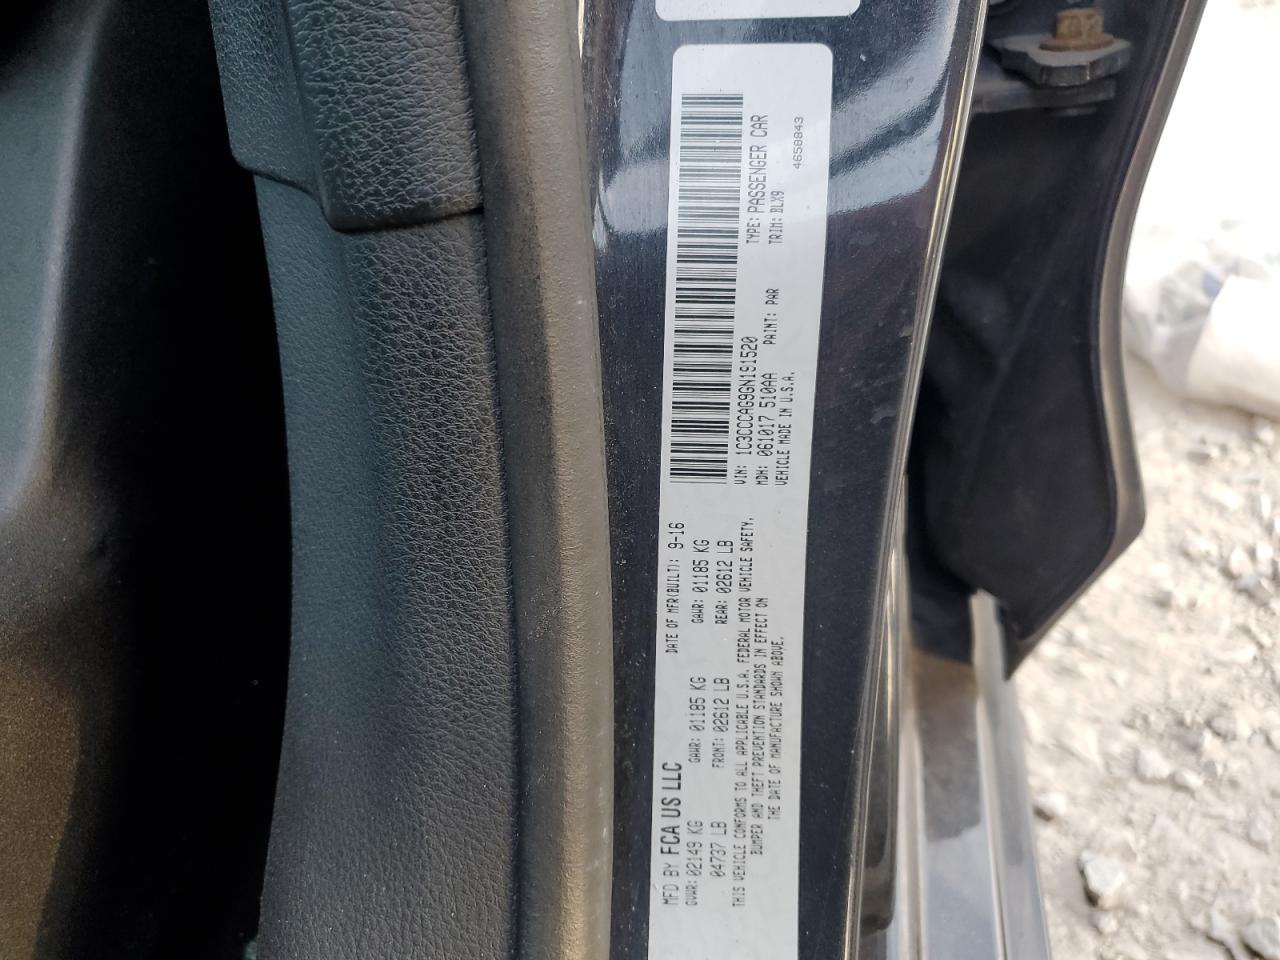 MFD BY FCA US LLC
DATE OF MFR(BUILT): 9-16
GVWR: 02149 KG
GAWR: 01185 KG
GAWR: 01185 KG
04737 LB
FRONT: 02612 LB
REAR: 02612 LB
THIS VEHICLE CONFORMS TO ALL APPLICABLE U.S.A. FEDERAL MOTOR VEHICLE SAFETY,
BUMPER AND THEFT PREVENTION STANDARDS IN EFFECT ON
THE DATE OF MANUFACTURE SHOWN ABOVE.
VIN: 1C3CCCAG9GN191520
TYPE: PASSENGER CAR
MDH: 061017 510AA
PAINT: PAR
TRIM: BLX9
VEHICLE MADE IN U.S.A.
4658843